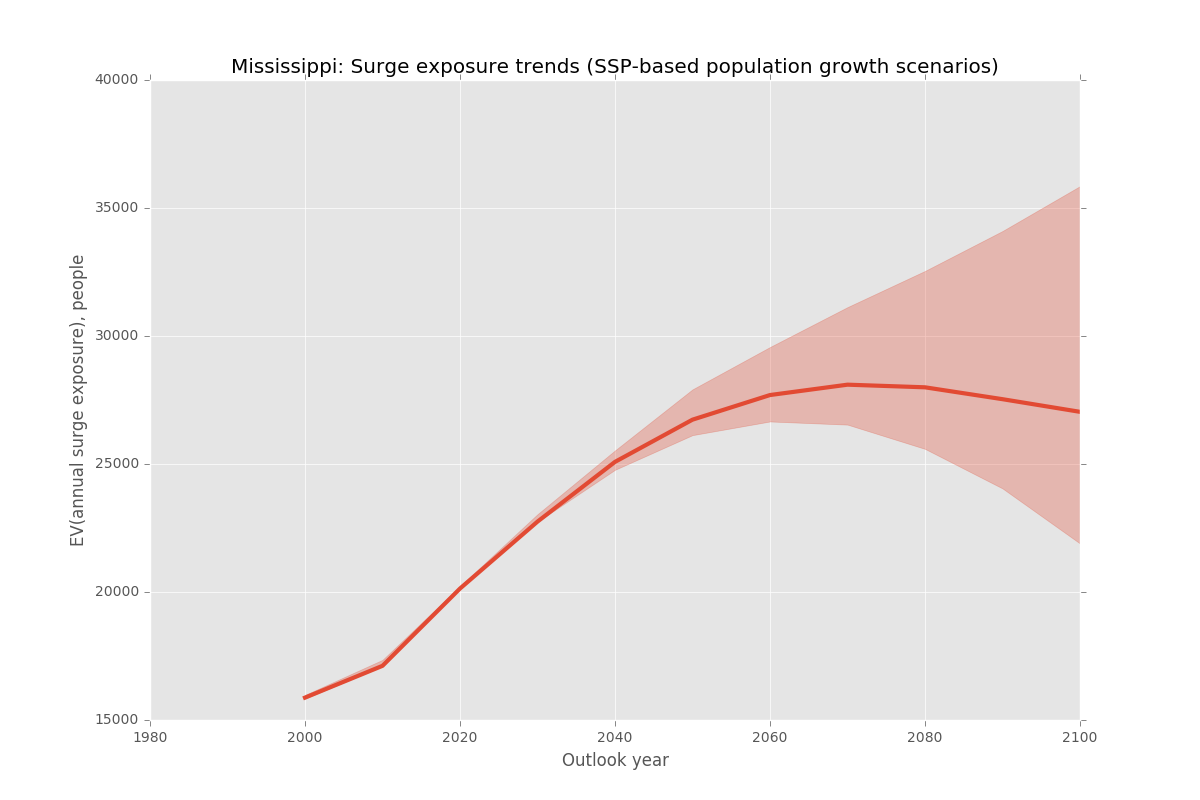 Mississippi: Surge exposure trends (SSP-based population growth scenarios)
40000
35000
30000
25000
20000
15000
EV(annual surge exposure), people
1980 2000 2020 2040 2060 2080 2100
Outlook year